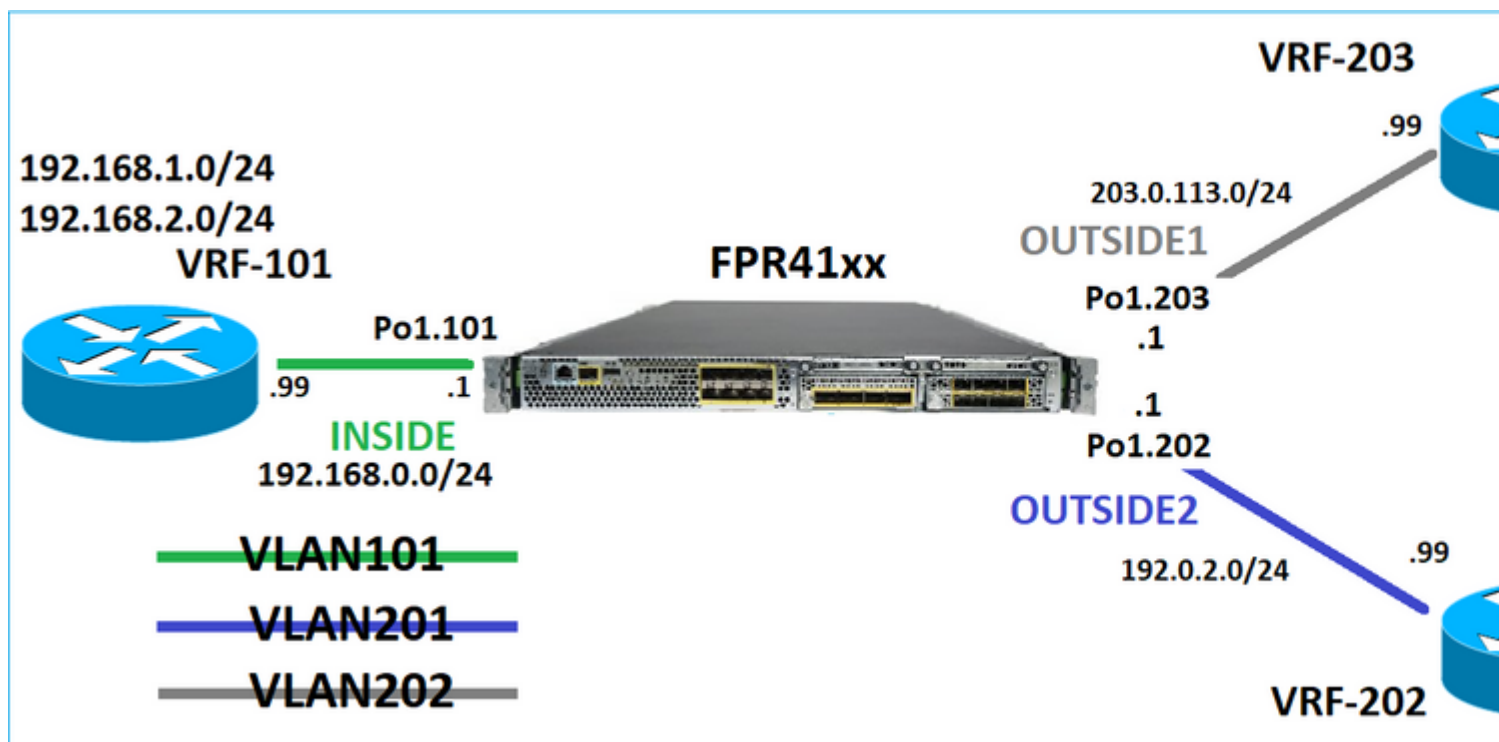 VRF-203
.99
192.168.1.0/24
192.168.2.0/24
203.0.113.0/24
OUTSIDE1
VRF-101
FPR41xx
Po1.203
.1
Po1.101
.99
.1
.1
INSIDE
Po1.202
192.168.0.0/24
OUTSIDE2
VLAN101
.99
192.0.2.0/24
VLAN201
VLAN202
VRF-202